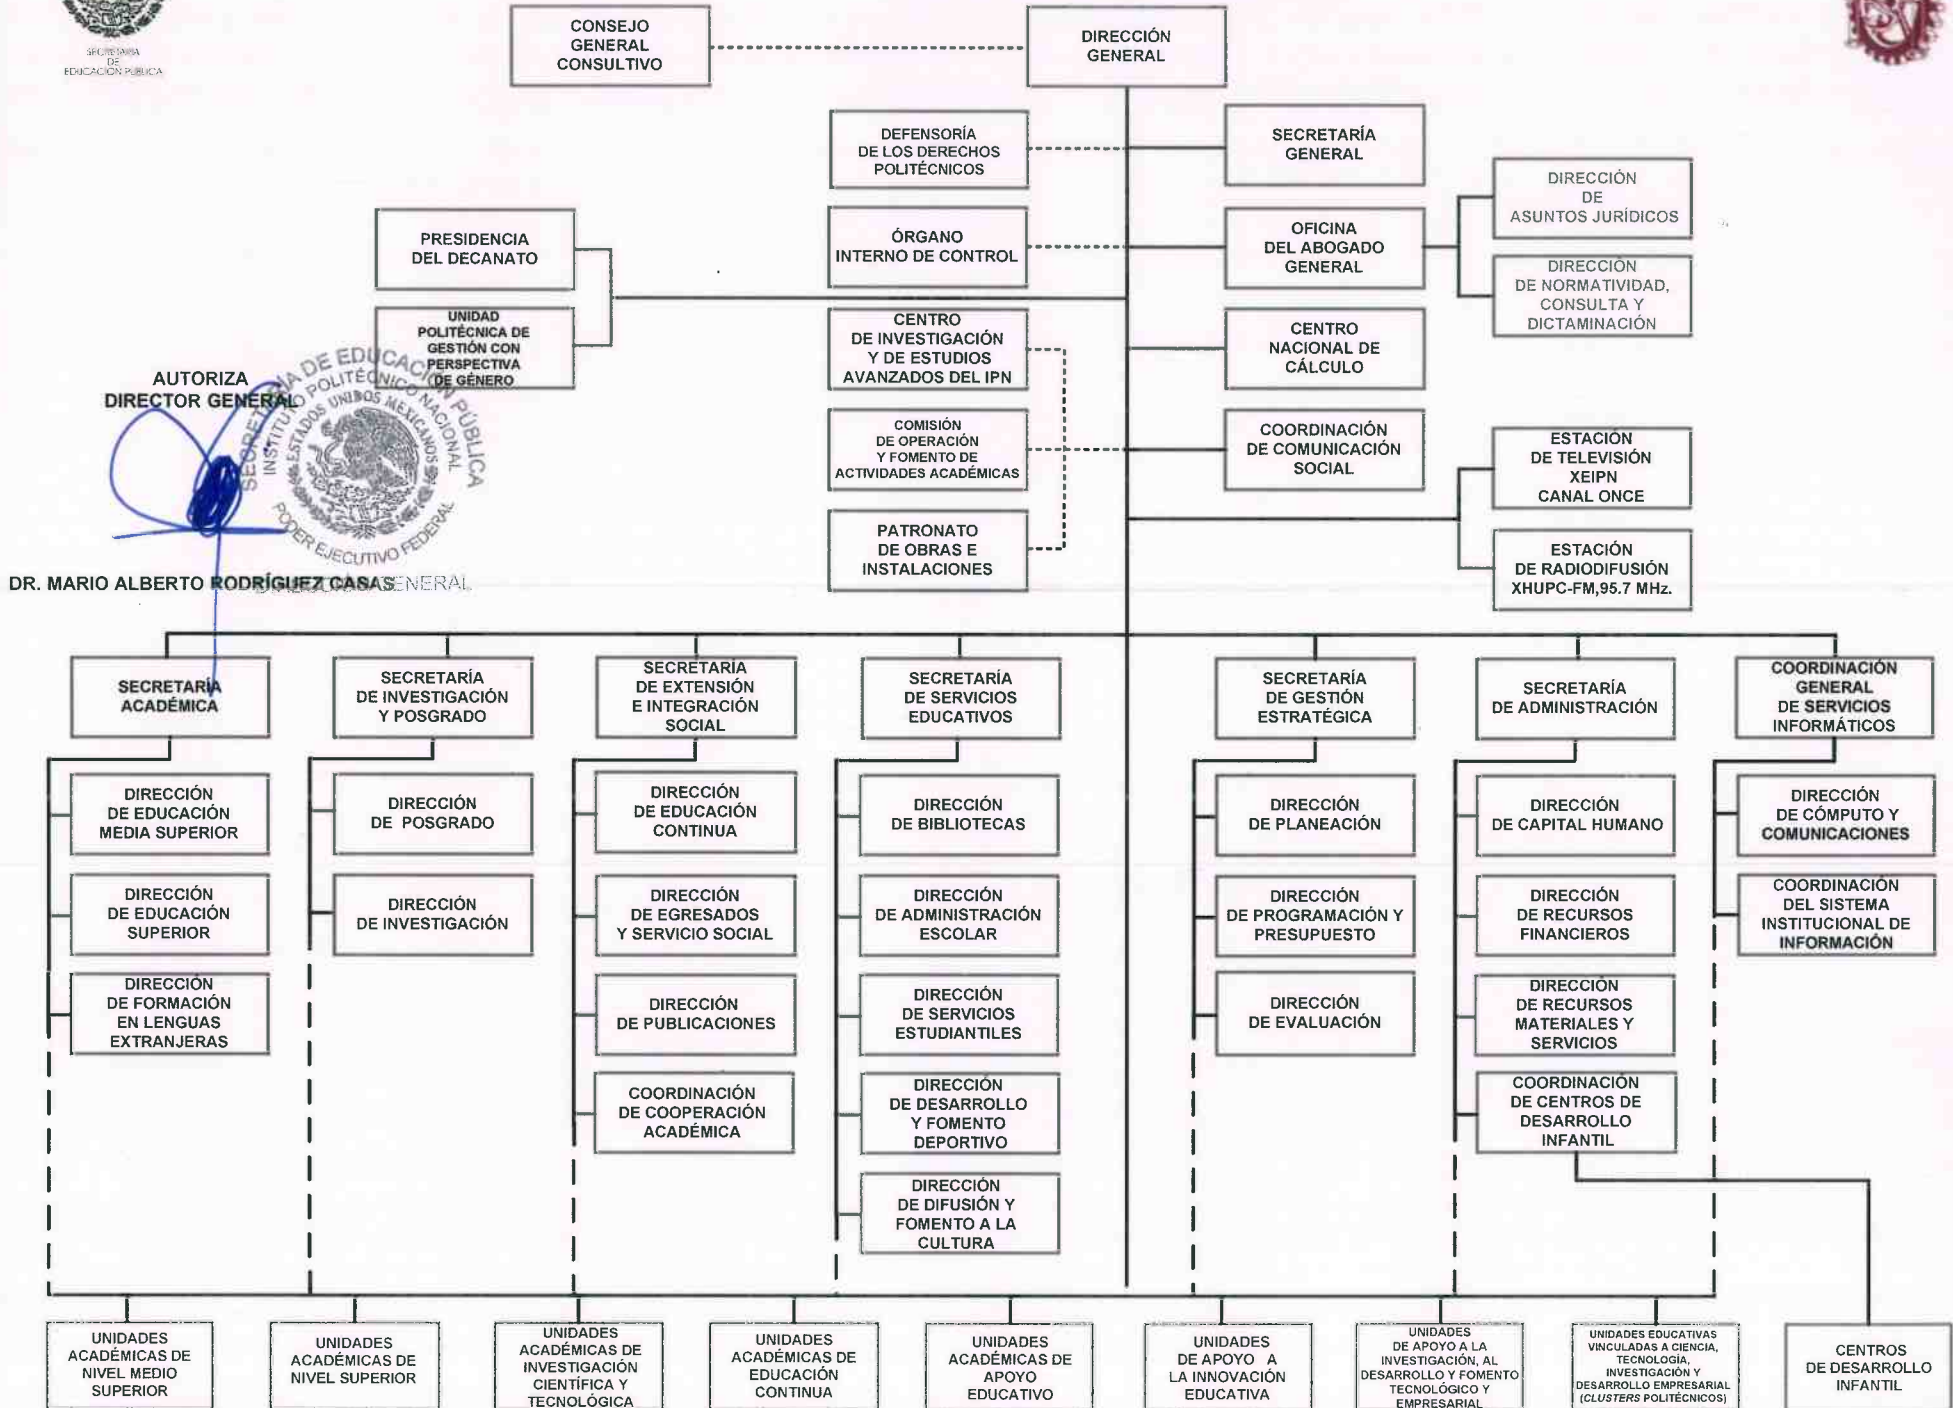 SECRETARÍA
DE
EDUCACIÓN PÚBLICA
CONSEJO
GENERAL
CONSULTIVO
DIRECCIÓN
GENERAL
DEFENSORÍA
DE LOS DERECHOS
POLITÉCNICOS
SECRETARÍA
GENERAL
DIRECCIÓN
DE
ASUNTOS JURÍDICOS
PRESIDENCIA
DEL DECANATO
ÓRGANO
INTERNO DE CONTROL
OFICINA
DEL ABOGADO
GENERAL
DIRECCIÓN
DE NORMATIVIDAD,
CONSULTA Y
DICTAMINACIÓN
UNIDAD
POLITÉCNICA DE
GESTIÓN CON
PERSPECTIVA
DE GÉNERO
CENTRO
DE INVESTIGACIÓN
Y DE ESTUDIOS
AVANZADOS DEL IPN
CENTRO
NACIONAL DE
CÁLCULO
AUTORIZA
DIRECTOR GENERAL
SECRETARÍA DE EDUCACIÓN PÚBLICA
INSTITUTO POLITÉCNICO NACIONAL
ESTADOS UNIDOS MEXICANOS
PODER EJECUTIVO FEDERAL
COMISIÓN
DE OPERACIÓN
Y FOMENTO DE
ACTIVIDADES ACADÉMICAS
COORDINACIÓN
DE COMUNICACIÓN
SOCIAL
ESTACIÓN
DE TELEVISIÓN
XEIPN
CANAL ONCE
PATRONATO
DE OBRAS E
INSTALACIONES
ESTACIÓN
DE RADIODIFUSIÓN
XHUPC-FM,95.7 MHz.
DR. MARIO ALBERTO RODRÍGUEZ CASAS
GENERAL
SECRETARÍA
ACADÉMICA
SECRETARÍA
DE INVESTIGACIÓN
Y POSGRADO
SECRETARÍA
DE EXTENSIÓN
E INTEGRACIÓN
SOCIAL
SECRETARÍA
DE SERVICIOS
EDUCATIVOS
SECRETARÍA
DE GESTIÓN
ESTRATÉGICA
SECRETARÍA
DE ADMINISTRACIÓN
COORDINACIÓN
GENERAL
DE SERVICIOS
INFORMÁTICOS
DIRECCIÓN
DE EDUCACIÓN
MEDIA SUPERIOR
DIRECCIÓN
DE POSGRADO
DIRECCIÓN
DE EDUCACIÓN
CONTINUA
DIRECCIÓN
DE BIBLIOTECAS
DIRECCIÓN
DE PLANEACIÓN
DIRECCIÓN
DE CAPITAL HUMANO
DIRECCIÓN
DE CÓMPUTO Y
COMUNICACIONES
DIRECCIÓN
DE EDUCACIÓN
SUPERIOR
DIRECCIÓN
DE INVESTIGACIÓN
DIRECCIÓN
DE EGRESADOS
Y SERVICIO SOCIAL
DIRECCIÓN
DE ADMINISTRACIÓN
ESCOLAR
DIRECCIÓN
DE PROGRAMACIÓN Y
PRESUPUESTO
DIRECCIÓN
DE RECURSOS
FINANCIEROS
COORDINACIÓN
DEL SISTEMA
INSTITUCIONAL DE
INFORMACIÓN
DIRECCIÓN
DE FORMACIÓN
EN LENGUAS
EXTRANJERAS
DIRECCIÓN
DE PUBLICACIONES
DIRECCIÓN
DE SERVICIOS
ESTUDIANTILES
DIRECCIÓN
DE EVALUACIÓN
DIRECCIÓN
DE RECURSOS
MATERIALES Y
SERVICIOS
COORDINACIÓN
DE COOPERACIÓN
ACADÉMICA
DIRECCIÓN
DE DESARROLLO
Y FOMENTO
DEPORTIVO
COORDINACIÓN
DE CENTROS DE
DESARROLLO
INFANTIL
DIRECCIÓN
DE DIFUSIÓN Y
FOMENTO A LA
CULTURA
UNIDADES
ACADÉMICAS DE
NIVEL MEDIO
SUPERIOR
UNIDADES
ACADÉMICAS DE
NIVEL SUPERIOR
UNIDADES
ACADÉMICAS DE
INVESTIGACIÓN
CIENTÍFICA Y
TECNOLÓGICA
UNIDADES
ACADÉMICAS DE
EDUCACIÓN
CONTINUA
UNIDADES
ACADÉMICAS DE
APOYO
EDUCATIVO
UNIDADES
DE APOYO A
LA INNOVACIÓN
EDUCATIVA
UNIDADES
DE APOYO A LA
INVESTIGACIÓN, AL
DESARROLLO Y FOMENTO
TECNOLÓGICO Y
EMPRESARIAL
UNIDADES EDUCATIVAS
VINCULADAS A CIENCIA,
TECNOLOGÍA,
INVESTIGACIÓN Y
DESARROLLO EMPRESARIAL
(CLUSTERS POLITÉCNICOS)
CENTROS
DE DESARROLLO
INFANTIL